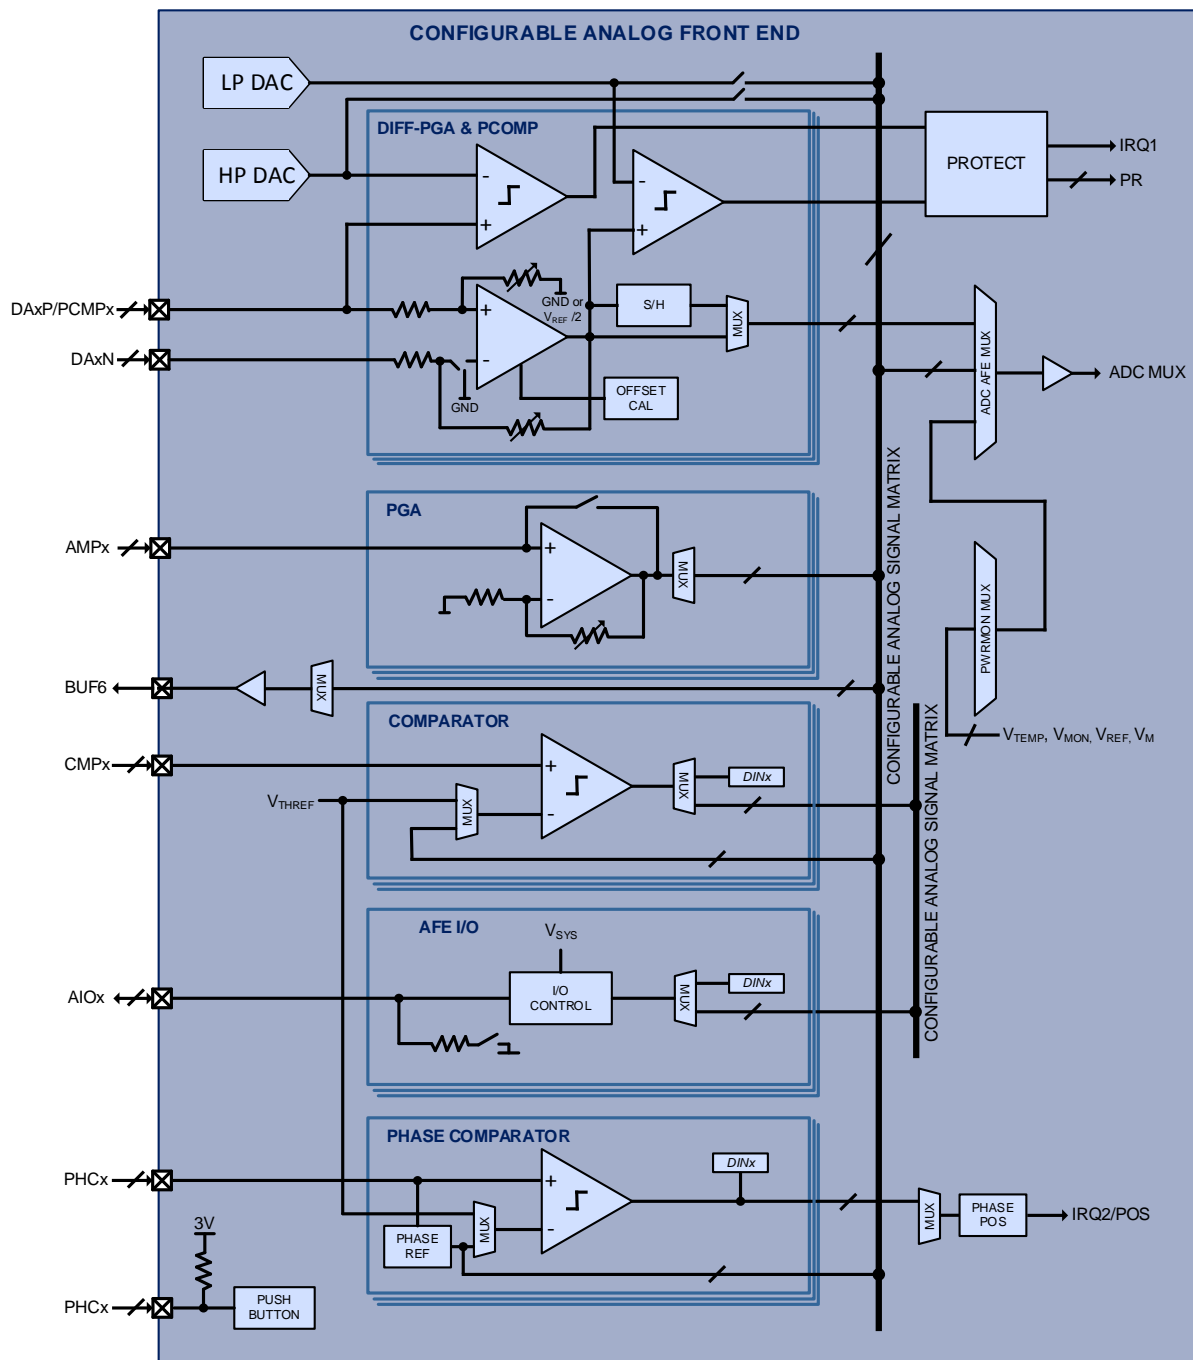 CONFIGURABLE ANALOG FRONT END
LP DAC
DIFF-PGA & PCOMP
HP DAC
-
+
-
+
PROTECT
IRQ1
PR
DAxP/PCMPx
DAxN
+
-
GND or
VREF /2
GND
S/H
MUX
OFFSET
CAL
ADC AFE MUX
ADC MUX
CONFIGURABLE ANALOG SIGNAL MATRIX
PGA
AMPx
+
-
MUX
PWRMON MUX
VTEMP, VMON, VREF, VM
BUF6
MUX
COMPARATOR
CMPx
VTHREF
MUX
+
-
MUX
DINx
CONFIGURABLE ANALOG SIGNAL MATRIX
AFE I/O
VSYS
AIOx
I/O
CONTROL
MUX
DINx
PHASE COMPARATOR
PHCx
PHASE
REF
MUX
+
-
DINx
MUX
PHASE
POS
IRQ2/POS
3V
PHCx
PUSH
BUTTON